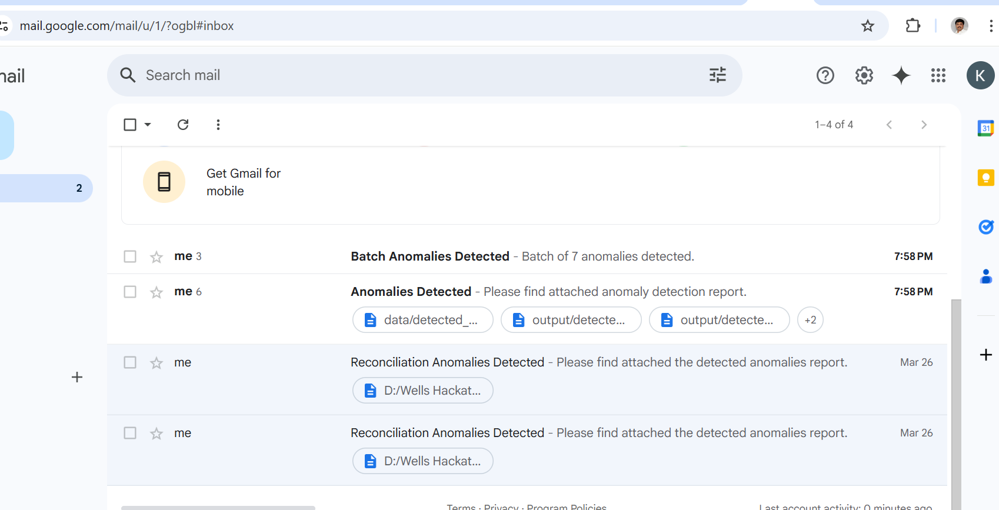 mail.google.com/mail/u/1/?ogbl#inbox
Search mail
K
1–4 of 4
31
Get Gmail for
mobile
2
me 3 Batch Anomalies Detected - Batch of 7 anomalies detected. 7:58 PM
me 6 Anomalies Detected - Please find attached anomaly detection report. 7:58 PM
data/detected_... output/detecte... output/detecte... +2
me Reconciliation Anomalies Detected - Please find attached the detected anomalies report. Mar 26
D:/Wells Hackat...
me Reconciliation Anomalies Detected - Please find attached the detected anomalies report. Mar 26
D:/Wells Hackat...
Terms · Privacy · Program Policies Last account activity: 0 minutes ago